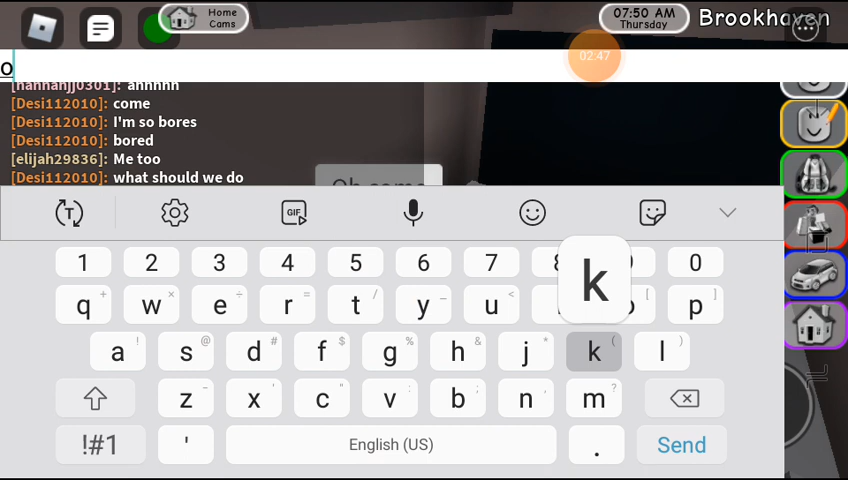 Home
Cams
07:50 AM
Thursday
Brookhaven
02:47
o
[hannahjj0301]: ahhhhh
[Desi112010]: come
[Desi112010]: I'm so bores
[Desi112010]: bored
[elijah29836]: Me too
[Desi112010]: what should we do
Oh come
T
GIF
1 2 3 4 5 6 7 8 9 0
q w e r t y u p
k
a s d f g h j k l
z x c v b n m
!#1 ' English (US) . Send